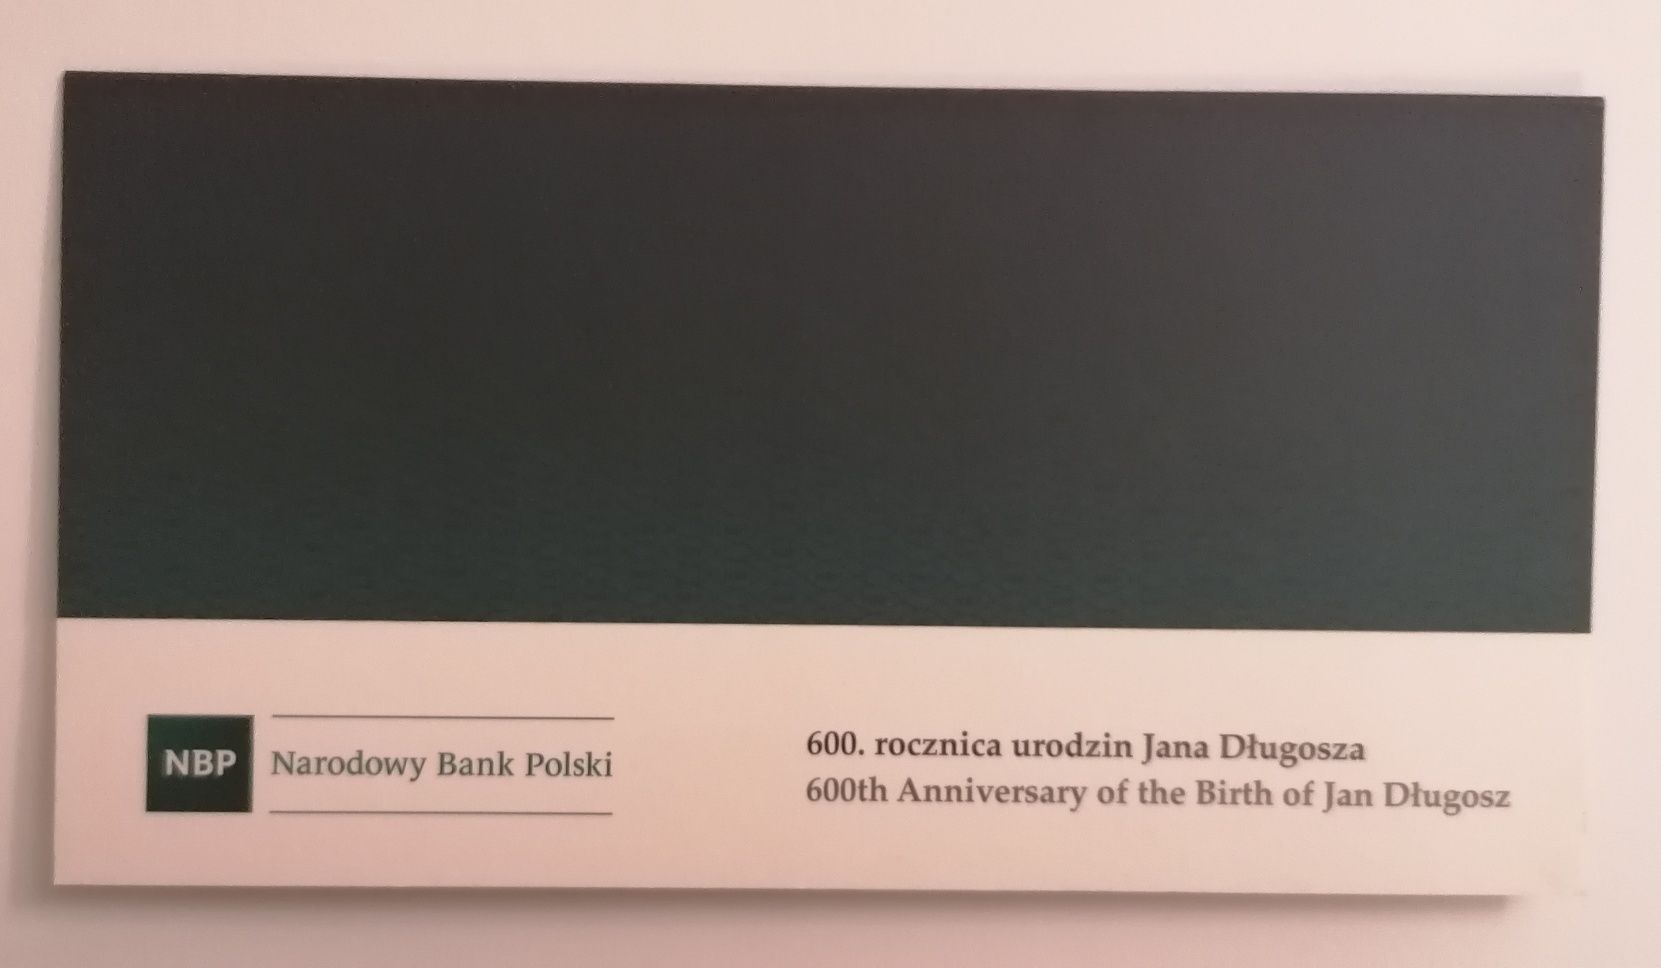 NBP
Narodowy Bank Polski
600. rocznica urodzin Jana Długosza
600th Anniversary of the Birth of Jan Długosz